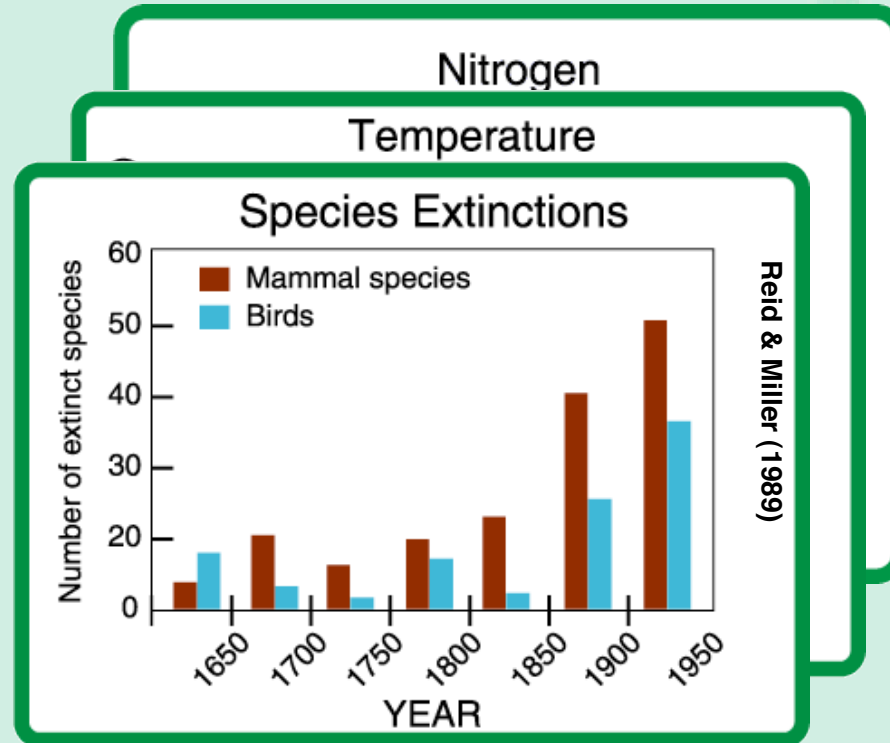 Nitrogen
Temperature
Species Extinctions
Number of extinct species
60
50
40
30
20
0
Mammal species
Birds
1650
1700
1750
1800
1850
1900
1950
YEAR
Reid & Miller (1989)